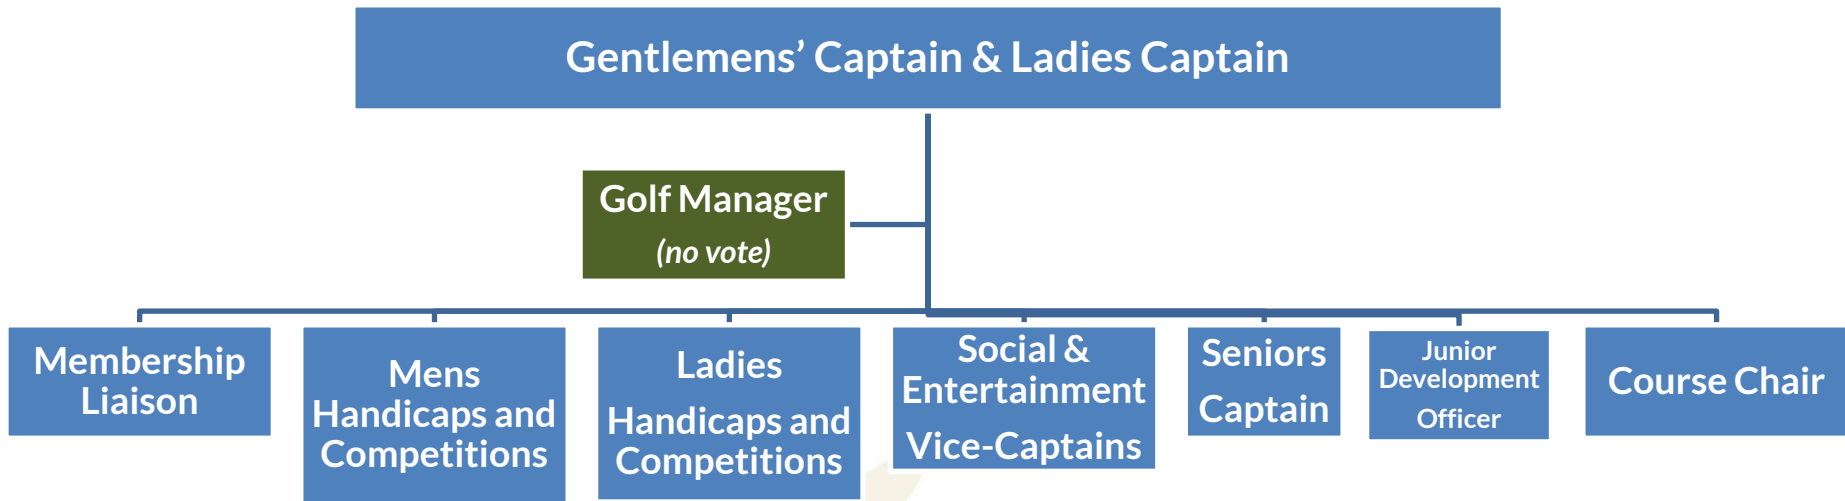 Gentlemens’ Captain & Ladies Captain
Golf Manager
(no vote)
Membership
Liaison
Mens
Handicaps and
Competitions
Ladies
Handicaps and
Competitions
Social &
Entertainment
Vice-Captains
Seniors
Captain
Junior
Development
Officer
Course Chair